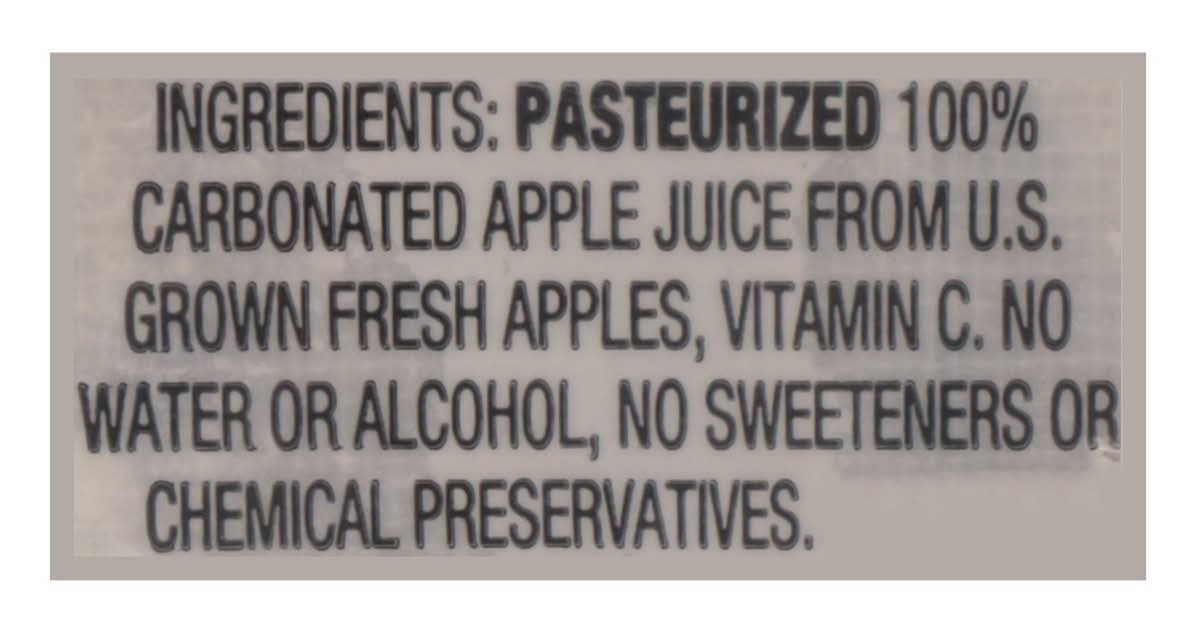 INGREDIENTS: PASTEURIZED 100%
CARBONATED APPLE JUICE FROM U.S.
GROWN FRESH APPLES, VITAMIN C. NO
WATER OR ALCOHOL, NO SWEETENERS OR
CHEMICAL PRESERVATIVES.